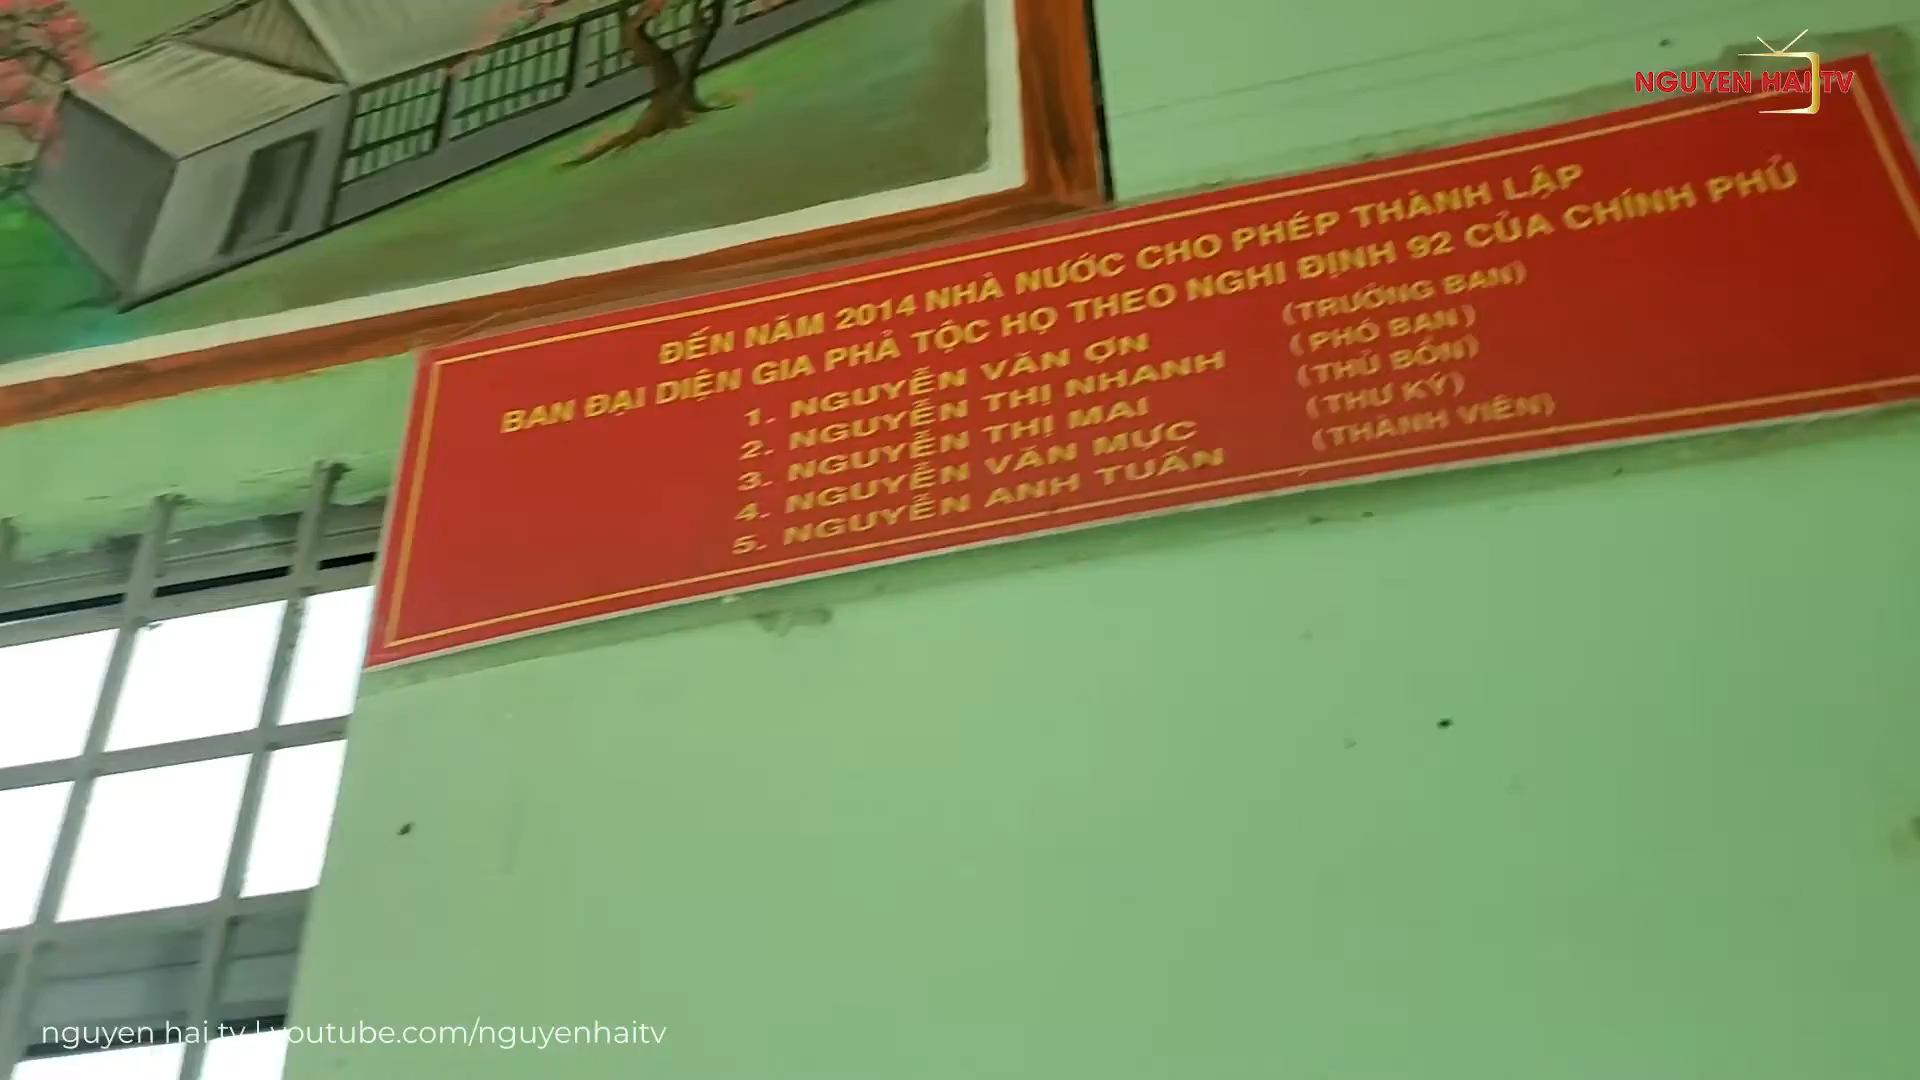 NGUYEN HAI TV
ĐẾN NĂM 2014 NHÀ NƯỚC CHO PHÉP THÀNH LẬP
BAN ĐẠI DIỆN GIA PHẢ TỘC HỌ THEO NGHI ĐỊNH 92 CỦA CHÍNH PHỦ
1. NGUYỄN VĂN ỢN (TRƯỞNG BAN)
2. NGUYỄN THỊ NHANH (PHÓ BAN)
3. NGUYỄN THỊ MAI (THỦ BỔN)
4. NGUYỄN VĂN MỰC (THƯ KÝ)
5. NGUYỄN ANH TUẤN (THÀNH VIÊN)
nguyen hai tv | youtube.com/nguyenhaitv